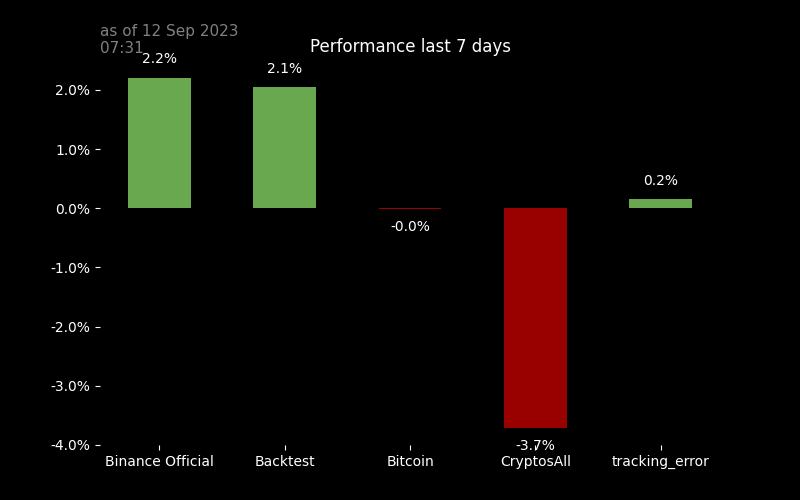 as of 12 Sep 2023
07:31
Performance last 7 days
2.2%
2.1%
-0.0%
-3.7%
0.2%
2.0%
1.0%
0.0%
-1.0%
-2.0%
-3.0%
-4.0%
Binance Official
Backtest
Bitcoin
CryptosAll
tracking_error